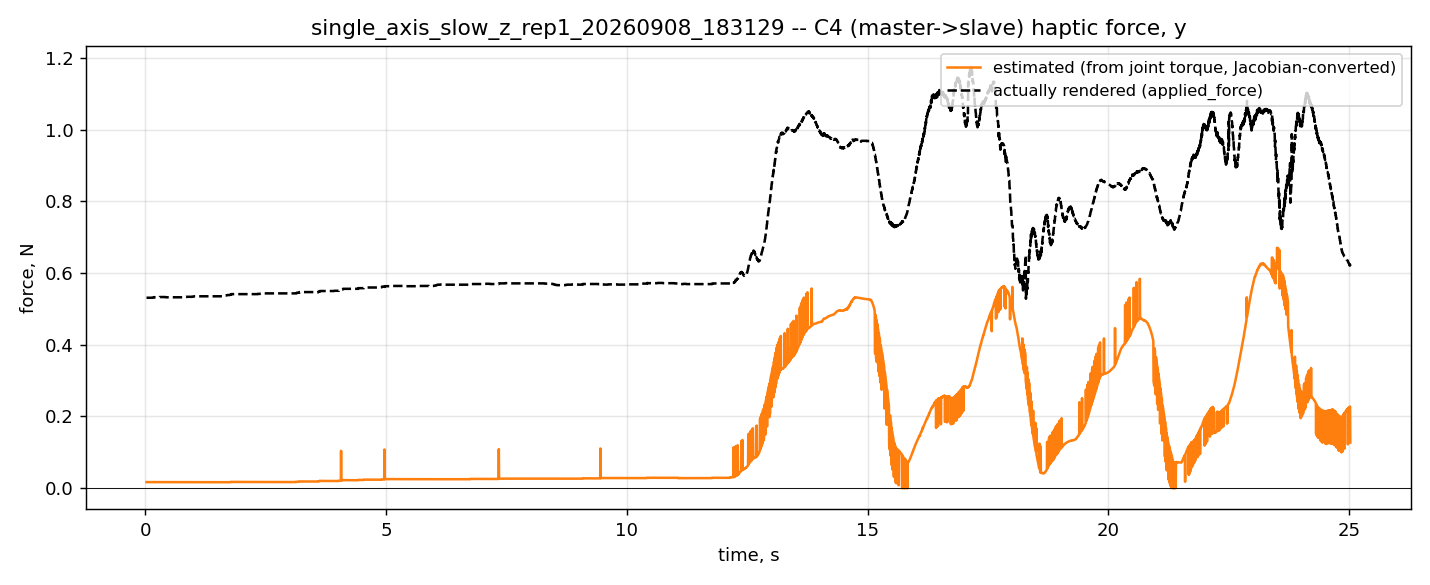 single_axis_slow_z_rep1_20260908_183129 -- C4 (master->slave) haptic force, y
estimated (from joint torque, Jacobian-converted)
actually rendered (applied_force)
force, N
1.2
1.0
0.8
0.6
0.4
0.2
0.0
0 5 10 15 20 25
time, s